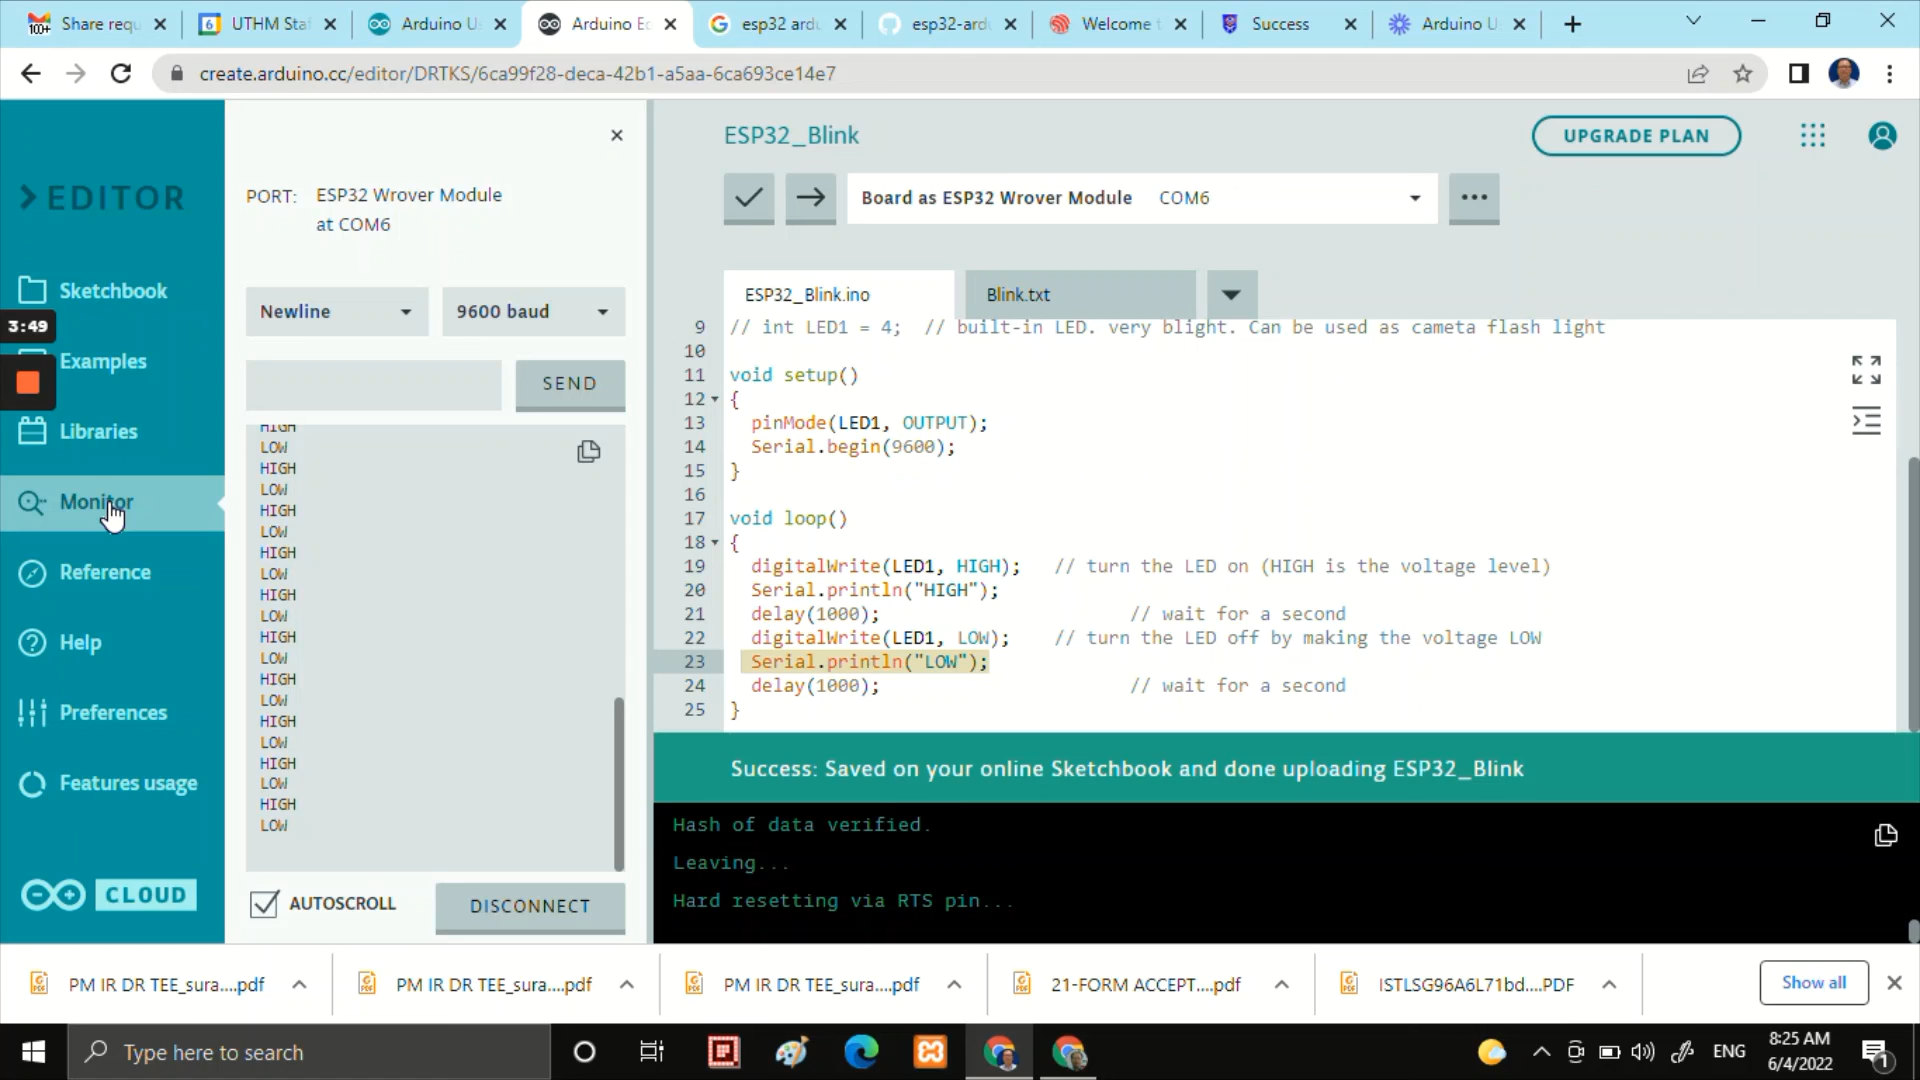 Share requ
UTHM Staf
Arduino U
Arduino Ed
esp32 ardu
esp32-ardu
Welcome t
Success
Arduino U
create.arduino.cc/editor/DRTKS/6ca99f28-deca-42b1-a5aa-6ca693ce14e7
EDITOR
Sketchbook
3:49
Examples
Libraries
Monitor
Reference
Help
Preferences
Features usage
CLOUD
PORT: ESP32 Wrover Module
at COM6
Newline
9600 baud
SEND
HIGH
LOW
HIGH
LOW
HIGH
LOW
HIGH
LOW
HIGH
LOW
HIGH
LOW
HIGH
LOW
HIGH
LOW
HIGH
LOW
HIGH
LOW
AUTOSCROLL
DISCONNECT
ESP32_Blink
UPGRADE PLAN
Board as ESP32 Wrover Module COM6
ESP32_Blink.ino
Blink.txt
9 // int LED1 = 4; // built-in LED. very blight. Can be used as cameta flash light
10
11 void setup()
12 {
13 pinMode(LED1, OUTPUT);
14 Serial.begin(9600);
15 }
16
17 void loop()
18 {
19 digitalWrite(LED1, HIGH); // turn the LED on (HIGH is the voltage level)
20 Serial.println("HIGH");
21 delay(1000); // wait for a second
22 digitalWrite(LED1, LOW); // turn the LED off by making the voltage LOW
23 Serial.println("LOW");
24 delay(1000); // wait for a second
25 }
Success: Saved on your online Sketchbook and done uploading ESP32_Blink
Hash of data verified.
Leaving...
Hard resetting via RTS pin...
PM IR DR TEE_sura....pdf
PM IR DR TEE_sura....pdf
PM IR DR TEE_sura....pdf
21-FORM ACCEPT....pdf
ISTLSG96A6L71bd....PDF
Show all
Type here to search
ENG
8:25 AM
6/4/2022
1